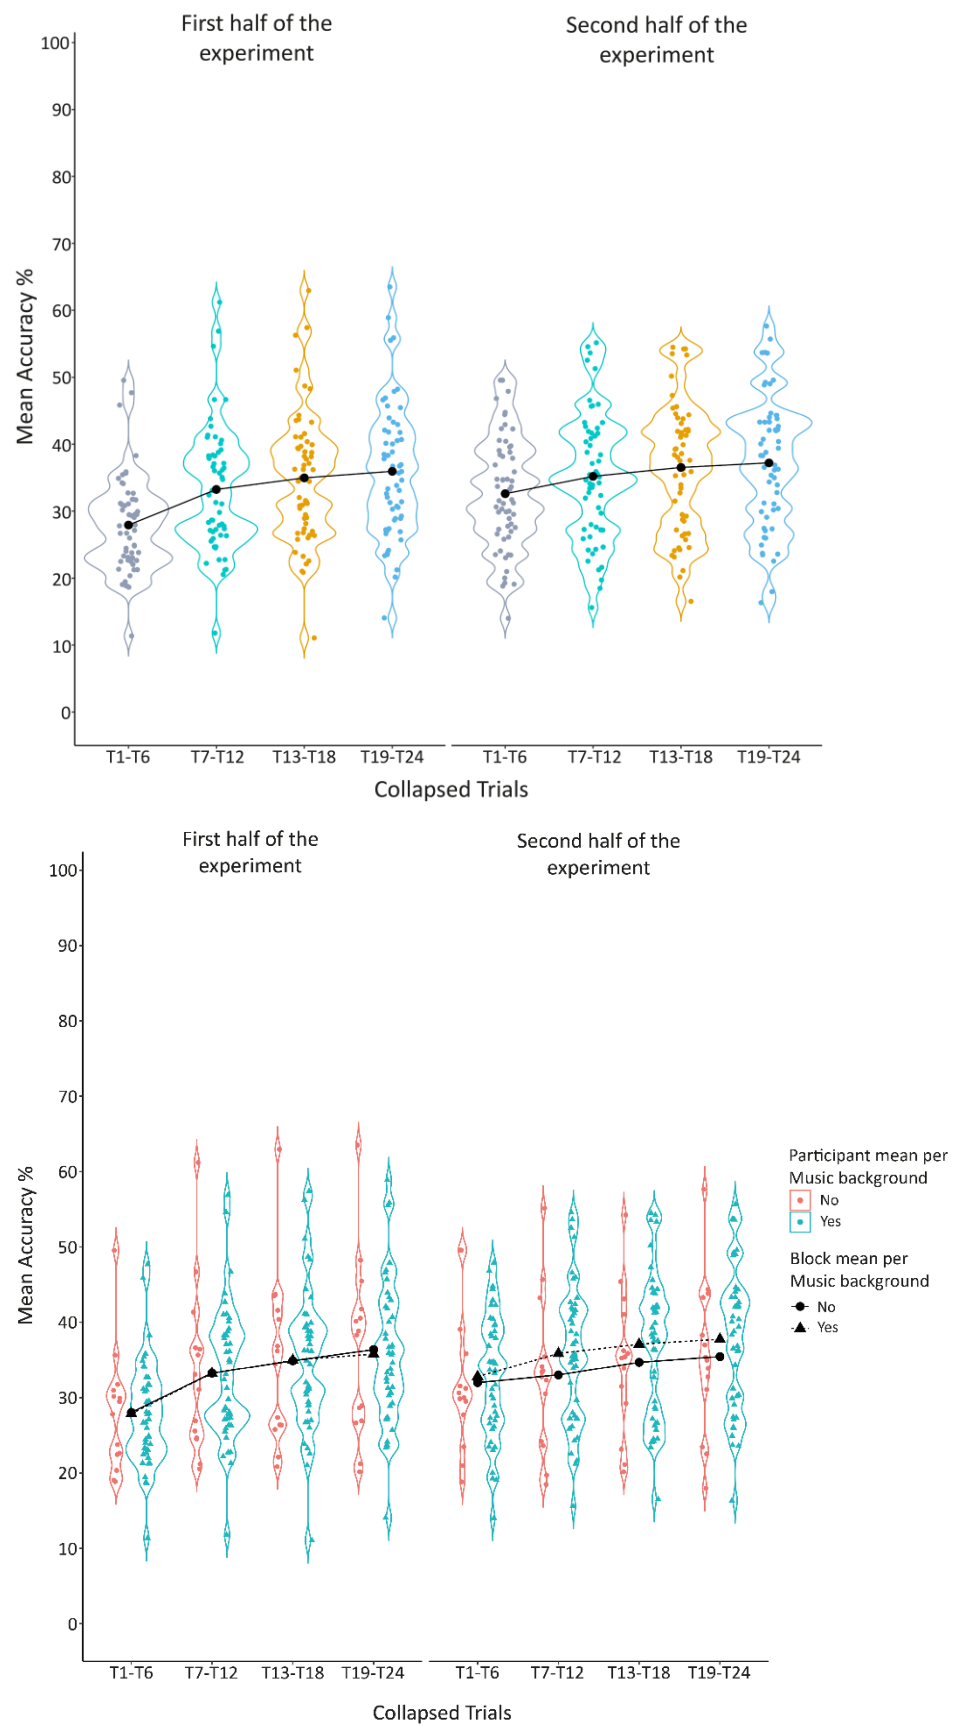 First half of the
experiment
Second half of the
experiment
100
90
80
70
60
50
40
30
20
10
0
Mean Accuracy %
T1-T6
T7-T12
T13-T18
T19-T24
T1-T6
T7-T12
T13-T18
T19-T24
Collapsed Trials
First half of the
experiment
Second half of the
experiment
100
90
80
70
60
50
40
30
20
10
0
Mean Accuracy %
Participant mean per
Music background
No
Yes
Block mean per
Music background
No
Yes
T1-T6
T7-T12
T13-T18
T19-T24
T1-T6
T7-T12
T13-T18
T19-T24
Collapsed Trials